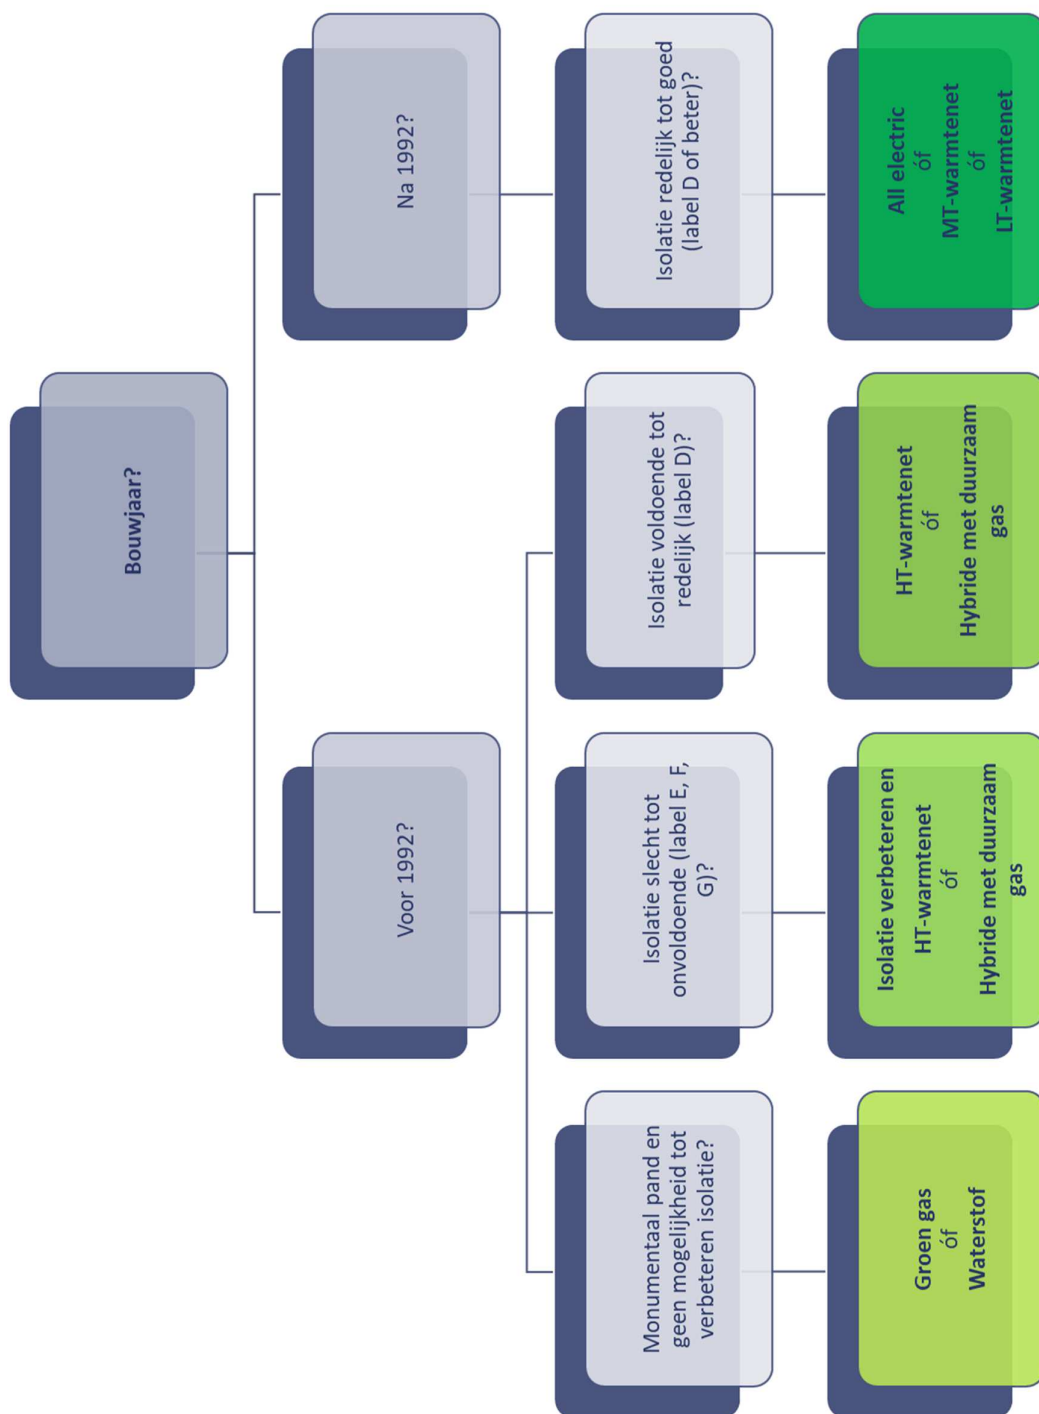 Bouwjaar?
Voor 1992?
Na 1992?
Monumentaal pand en
geen mogelijkheid tot
verbeteren isolatie?
Isolatie slecht tot
onvoldoende (label E, F,
G)?
Isolatie voldoende tot
redelijk (label D)?
Isolatie redelijk tot goed
(label D of beter)?
Groen gas
óf
Waterstof
Isolatie verbeteren en
HT-warmtenet
óf
Hybride met duurzaam
gas
HT-warmtenet
óf
Hybride met duurzaam
gas
All electric
óf
MT-warmtenet
óf
LT-warmtenet